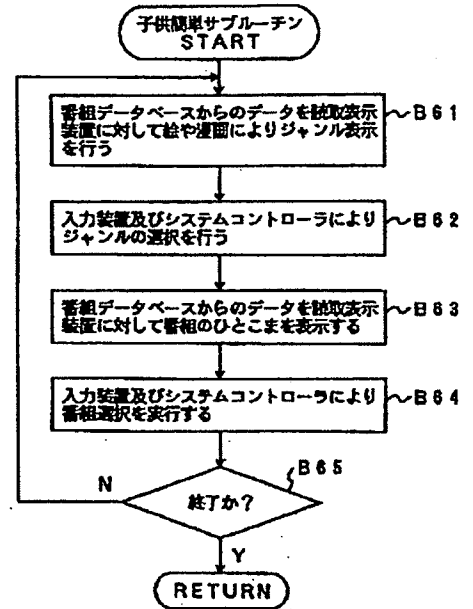 子供簡単サブルーチン
START
番組データベースからのデータを読取表示
装置に対して絵や漫画によりジャンル表示
を行う
B61
入力装置及びシステムコントローラにより
ジャンルの選択を行う
B62
番組データベースからのデータを読取表示
装置に対して番組のひとこまを表示する
B63
入力装置及びシステムコントローラにより
番組選択を実行する
B64
終了か?
B65
N
Y
RETURN